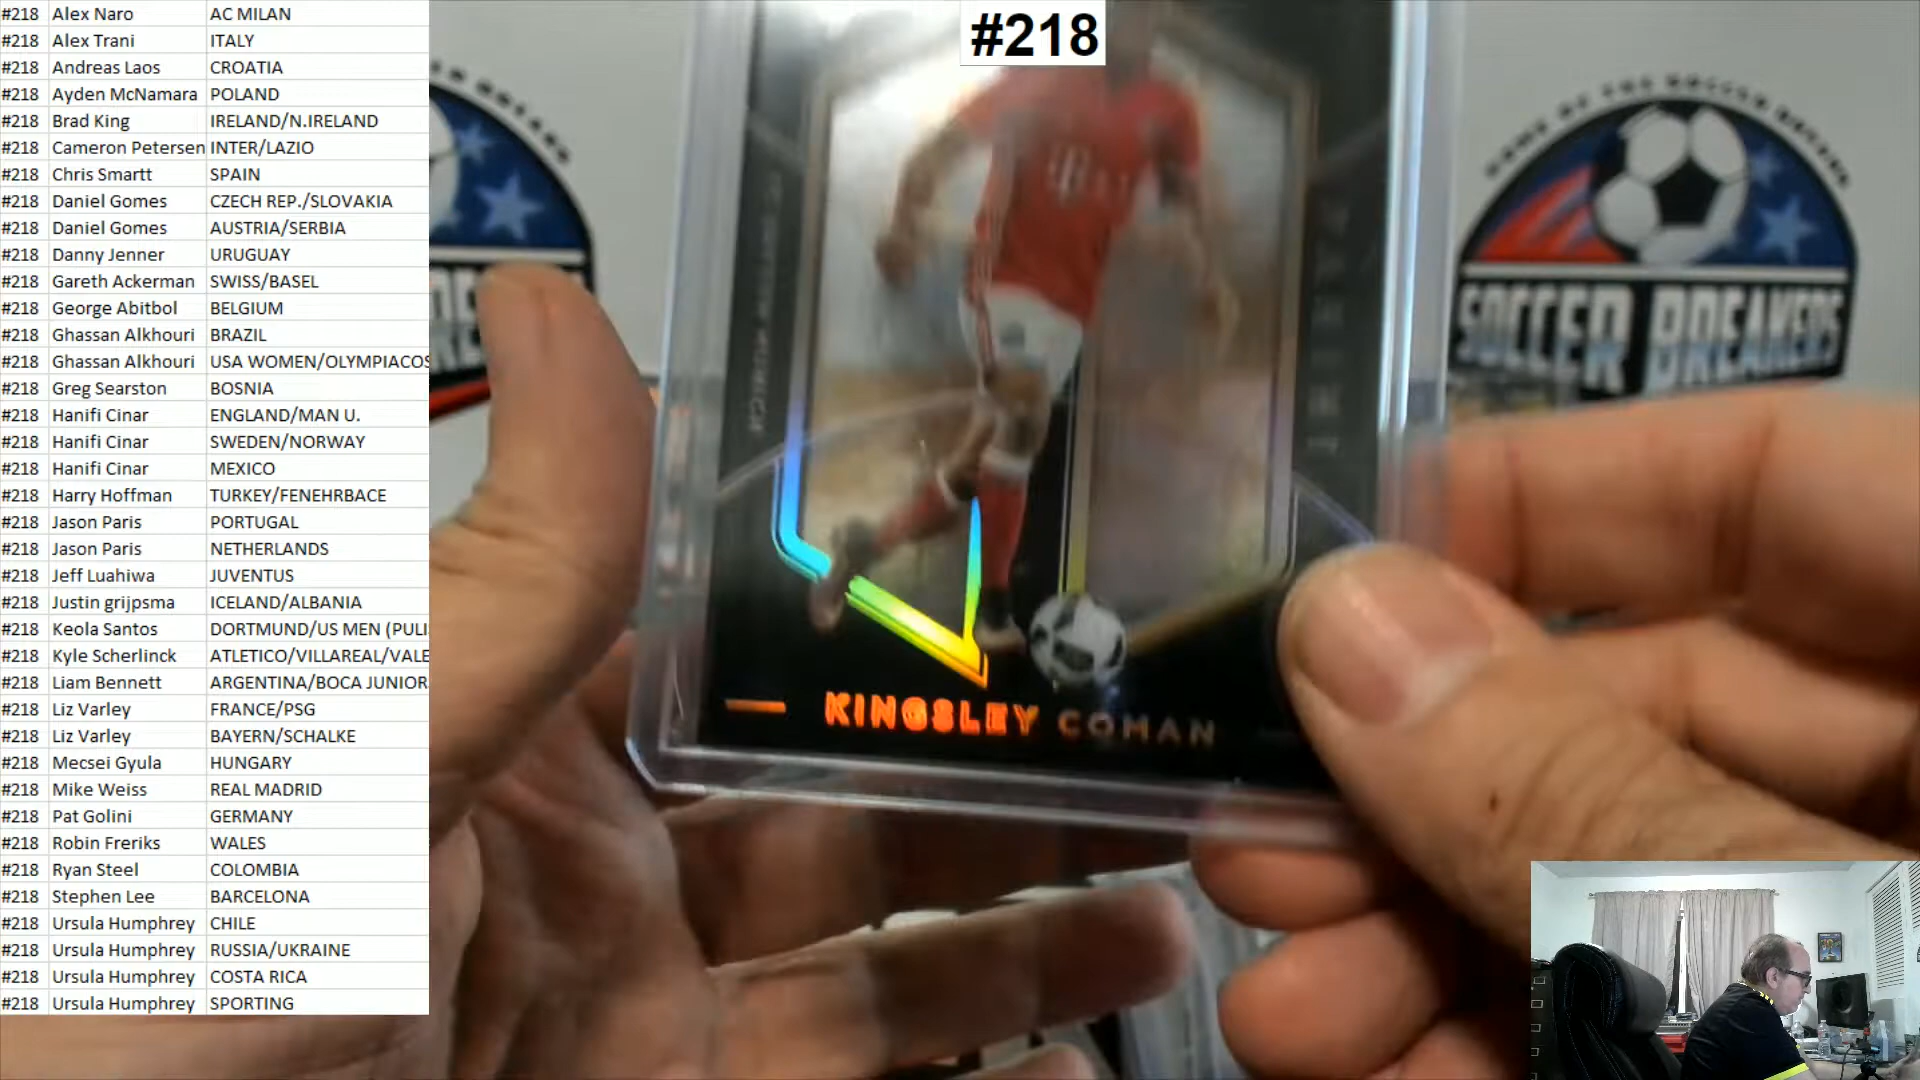 #218 Alex Naro AC MILAN
#218 Alex Trani ITALY
#218 Andreas Laos CROATIA
#218 Ayden McNamara POLAND
#218 Brad King IRELAND/N.IRELAND
#218 Cameron Petersen INTER/LAZIO
#218 Chris Smartt SPAIN
#218 Daniel Gomes CZECH REP./SLOVAKIA
#218 Daniel Gomes AUSTRIA/SERBIA
#218 Danny Jenner URUGUAY
#218 Gareth Ackerman SWISS/BASEL
#218 George Abitbol BELGIUM
#218 Ghassan Alkhouri BRAZIL
#218 Ghassan Alkhouri USA WOMEN/OLYMPIACOS
#218 Greg Searston BOSNIA
#218 Hanifi Cinar ENGLAND/MAN U.
#218 Hanifi Cinar SWEDEN/NORWAY
#218 Hanifi Cinar MEXICO
#218 Harry Hoffman TURKEY/FENEHRBACE
#218 Jason Paris PORTUGAL
#218 Jason Paris NETHERLANDS
#218 Jeff Luahiwa JUVENTUS
#218 Justin grijpsma ICELAND/ALBANIA
#218 Keola Santos DORTMUND/US MEN (PULI
#218 Kyle Scherlinck ATLETICO/VILLAREAL/VALE
#218 Liam Bennett ARGENTINA/BOCA JUNIOR
#218 Liz Varley FRANCE/PSG
#218 Liz Varley BAYERN/SCHALKE
#218 Mecsei Gyula HUNGARY
#218 Mike Weiss REAL MADRID
#218 Pat Golini GERMANY
#218 Robin Freriks WALES
#218 Ryan Steel COLOMBIA
#218 Stephen Lee BARCELONA
#218 Ursula Humphrey CHILE
#218 Ursula Humphrey RUSSIA/UKRAINE
#218 Ursula Humphrey COSTA RICA
#218 Ursula Humphrey SPORTING
#218
KINGSLEY COMAN
HOME OF THE SOCCER BREAKERS
SOCCER BREAKERS